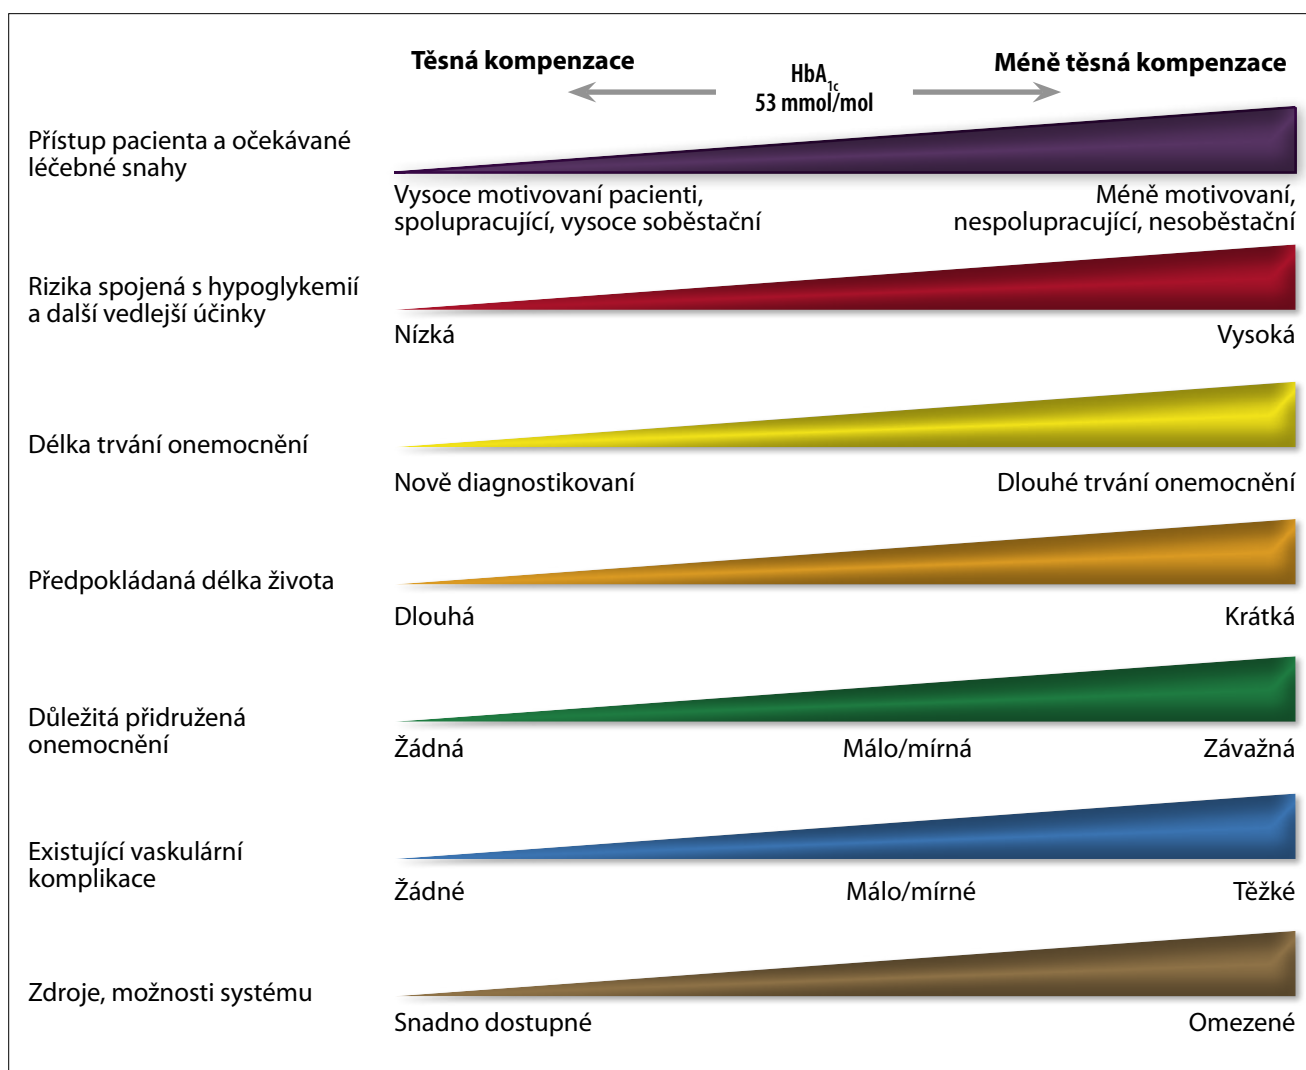 Těsná kompenzace
HbA1c
53 mmol/mol
Méně těsná kompenzace
Přístup pacienta a očekávané
léčebné snahy
Vysoce motivovaní pacienti,
spolupracující, vysoce soběstační
Méně motivovaní,
nespolupracující, nesoběstační
Rizika spojená s hypoglykemií
a další vedlejší účinky
Nízká
Vysoká
Délka trvání onemocnění
Nově diagnostikovaní
Dlouhé trvání onemocnění
Předpokládaná délka života
Dlouhá
Krátká
Důležitá přidružená
onemocnění
Žádná
Málo/mírná
Závažná
Existující vaskulární
komplikace
Žádné
Málo/mírné
Těžké
Zdroje, možnosti systému
Snadno dostupné
Omezené